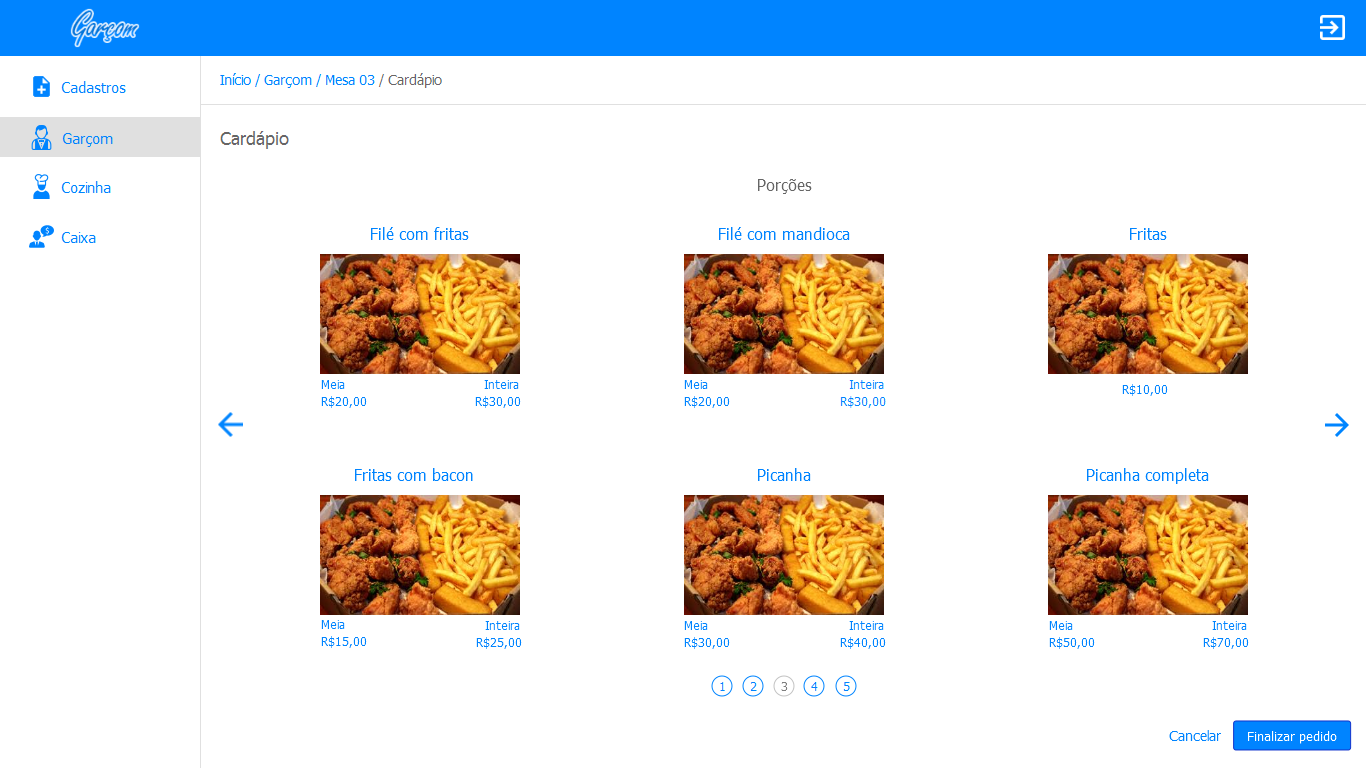 Garçom
Início / Garçom / Mesa 03 / Cardápio
Cadastros
Garçom
Cozinha
Caixa
Cardápio
Porções
Filé com fritas
Meia Inteira
R$20,00 R$30,00
Filé com mandioca
Meia Inteira
R$20,00 R$30,00
Fritas
R$10,00
Fritas com bacon
Meia Inteira
R$15,00 R$25,00
Picanha
Meia Inteira
R$30,00 R$40,00
Picanha completa
Meia Inteira
R$50,00 R$70,00
1 2 3 4 5
Cancelar Finalizar pedido